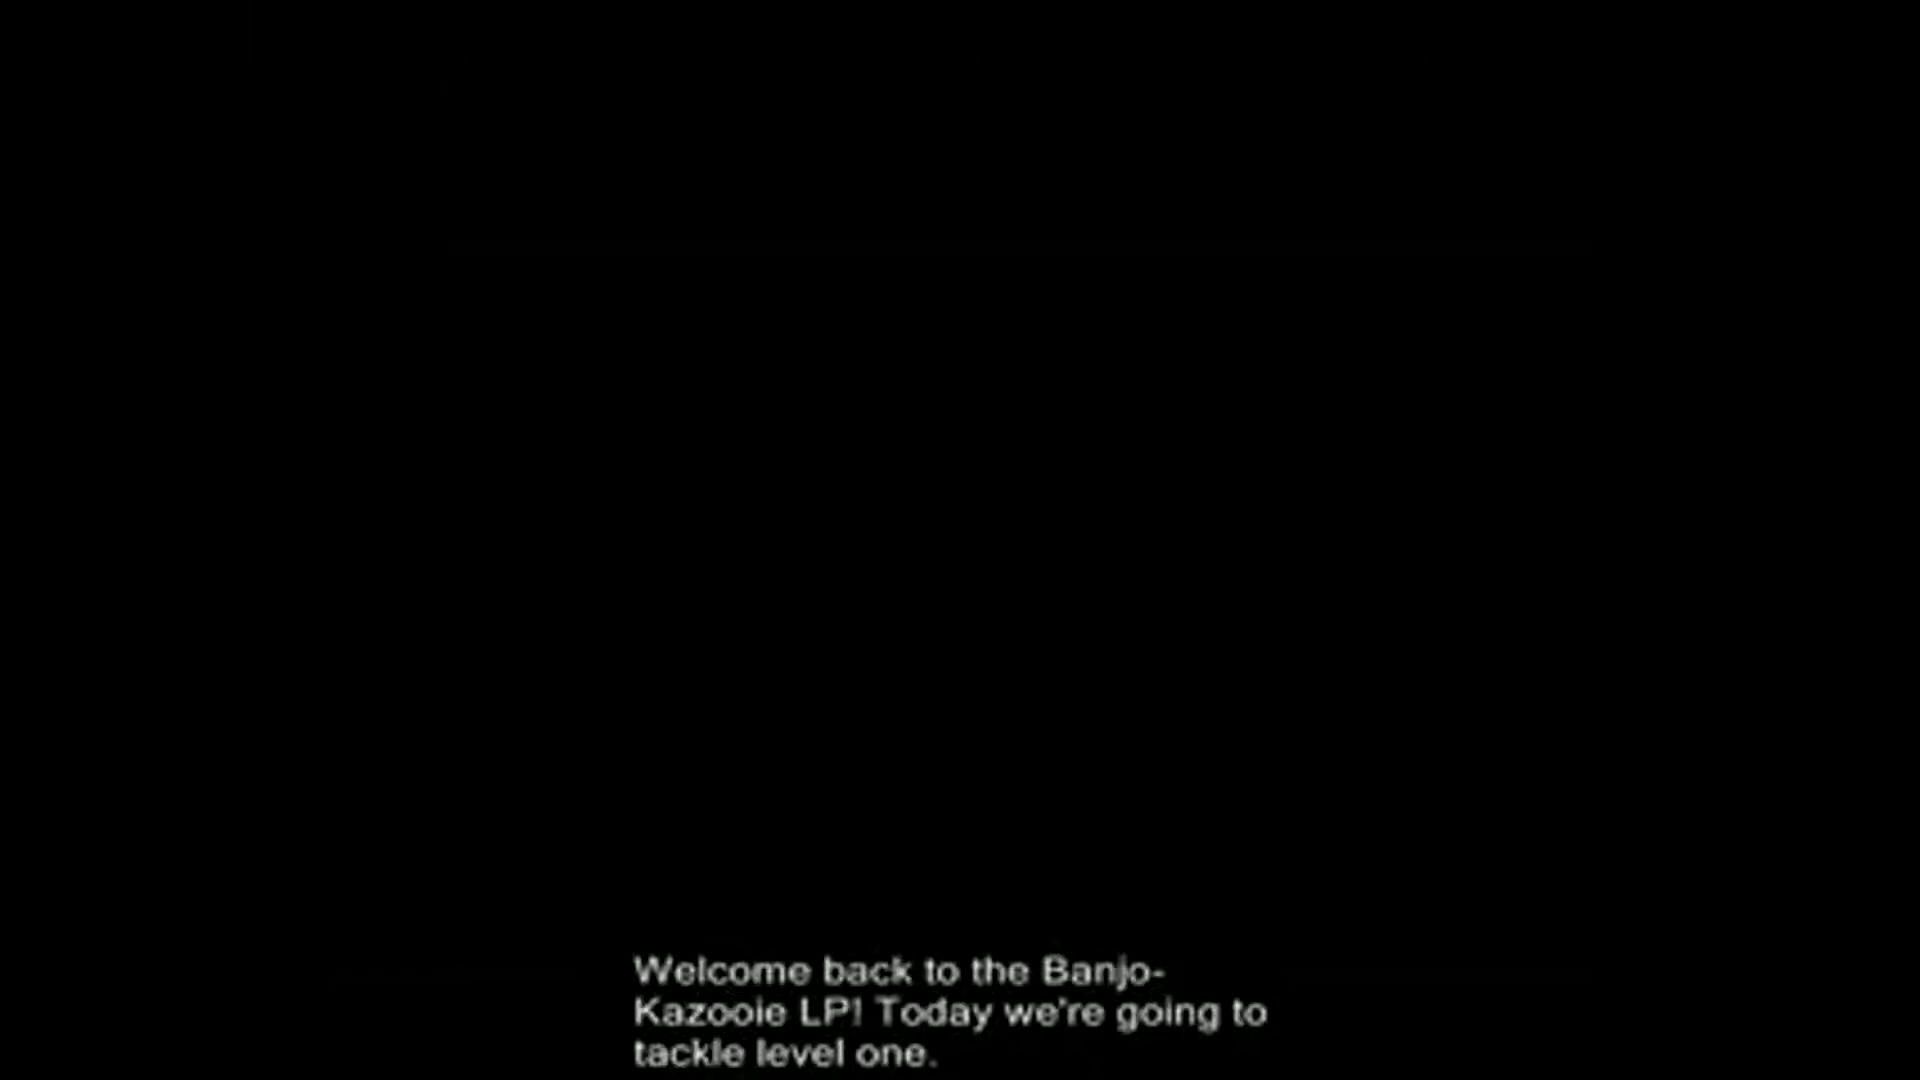 Welcome back to the Banjo-
Kazooie LP! Today we're going to
tackle level one.